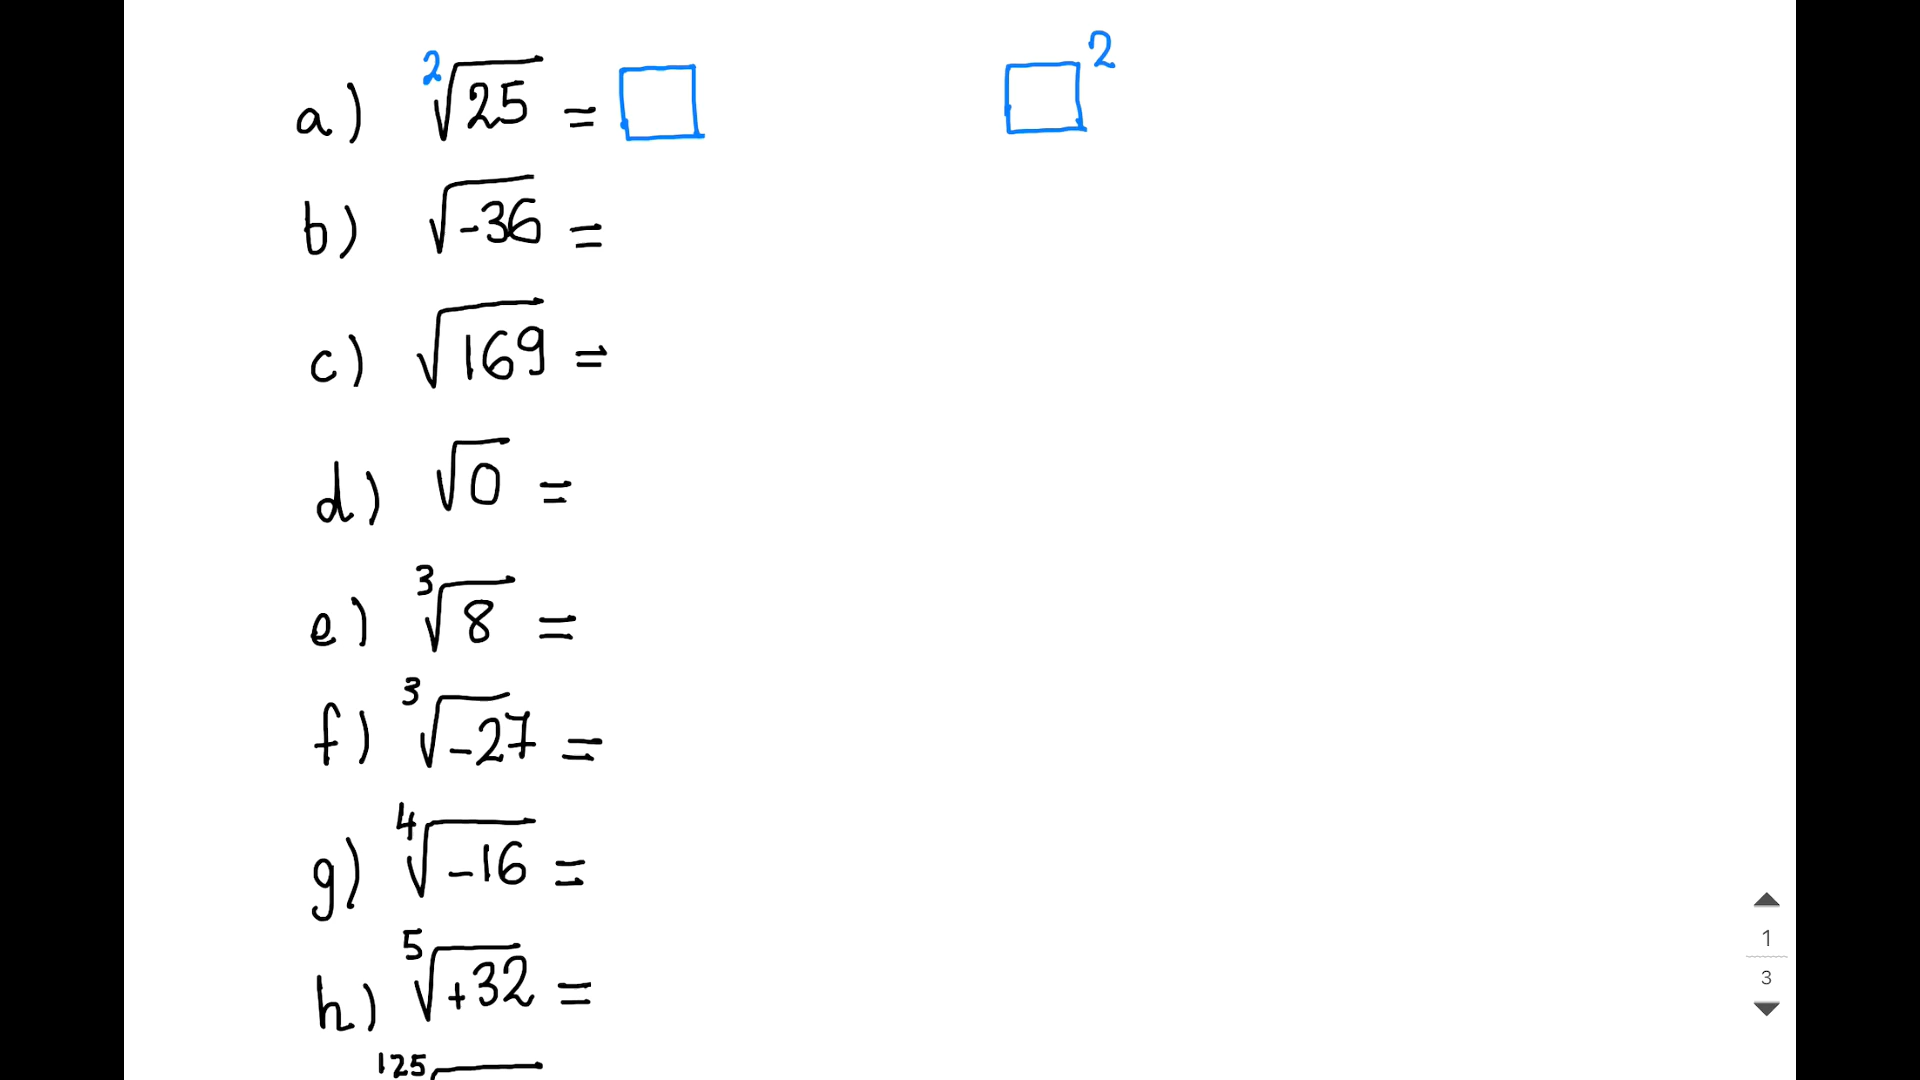 a) ²√25 = □ □²
b) √-36 =
c) √169 =
d) √0 =
e) ³√8 =
f) ³√-27 =
g) ⁴√-16 =
h) ⁵√+32 =
¹²⁵√
1
3